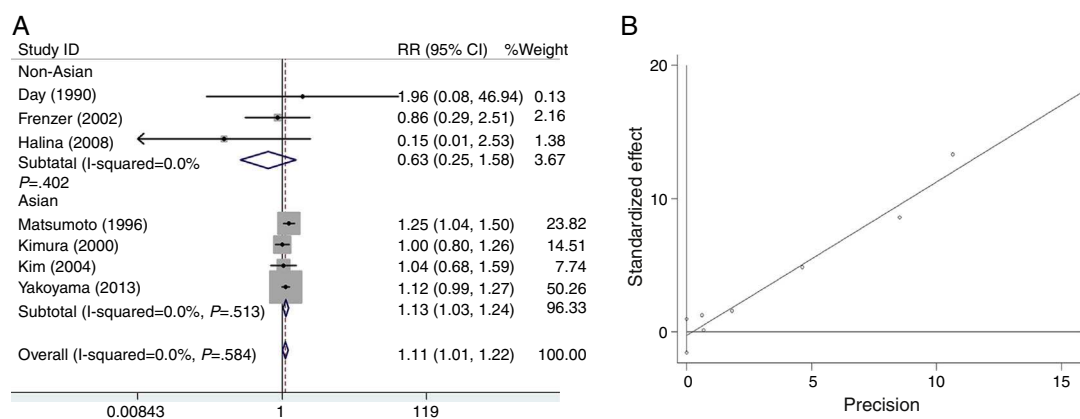 A
Study ID RR (95% CI) %Weight
Non-Asian
Day (1990) 1.96 (0.08, 46.94) 0.13
Frenzer (2002) 0.86 (0.29, 2.51) 2.16
Halina (2008) 0.15 (0.01, 2.53) 1.38
Subtatal (I-squared=0.0% 0.63 (0.25, 1.58) 3.67
P=.402
Asian
Matsumoto (1996) 1.25 (1.04, 1.50) 23.82
Kimura (2000) 1.00 (0.80, 1.26) 14.51
Kim (2004) 1.04 (0.68, 1.59) 7.74
Yakoyama (2013) 1.12 (0.99, 1.27) 50.26
Subtotal (I-squared=0.0%, P=.513) 1.13 (1.03, 1.24) 96.33
Overall (I-squared=0.0%, P=.584) 1.11 (1.01, 1.22) 100.00
0.00843 1 119
B
Standardized effect
20
10
0
0 5 10 15
Precision